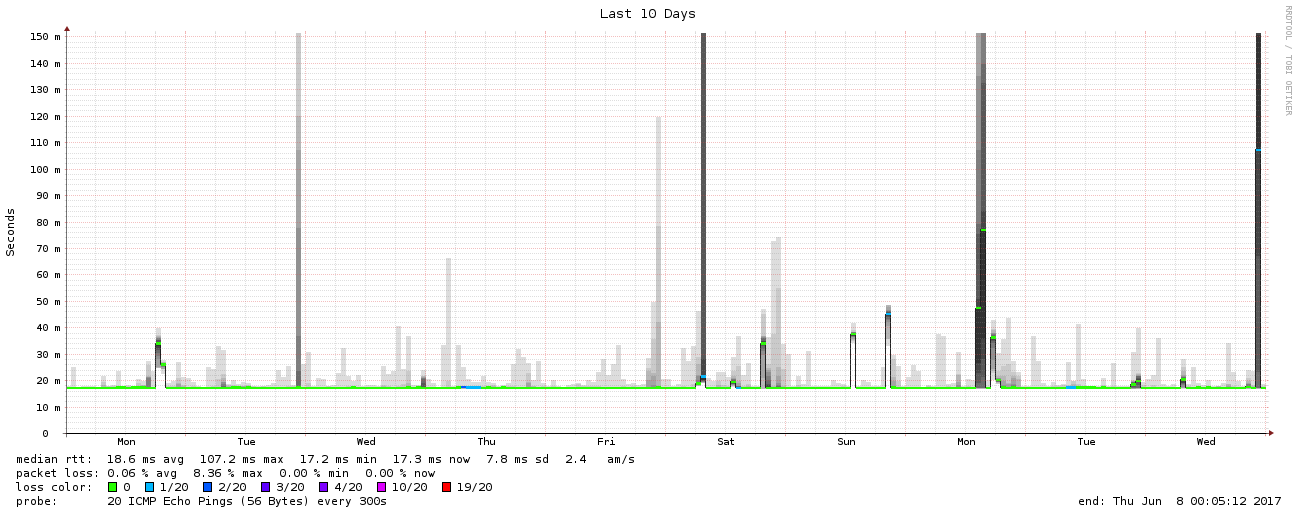 Last 10 Days
RRDTOOL / TOBI OETIKER
Seconds
150 m
140 m
130 m
120 m
110 m
100 m
90 m
80 m
70 m
60 m
50 m
40 m
30 m
20 m
10 m
0
Mon Tue Wed Thu Fri Sat Sun Mon Tue Wed
median rtt: 18.6 ms avg 107.2 ms max 17.2 ms min 17.3 ms now 7.8 ms sd 2.4 am/s
packet loss: 0.06 % avg 8.36 % max 0.00 % min 0.00 % now
loss color: 0 1/20 2/20 3/20 4/20 10/20 19/20
probe: 20 ICMP Echo Pings (56 Bytes) every 300s end: Thu Jun 8 00:05:12 2017